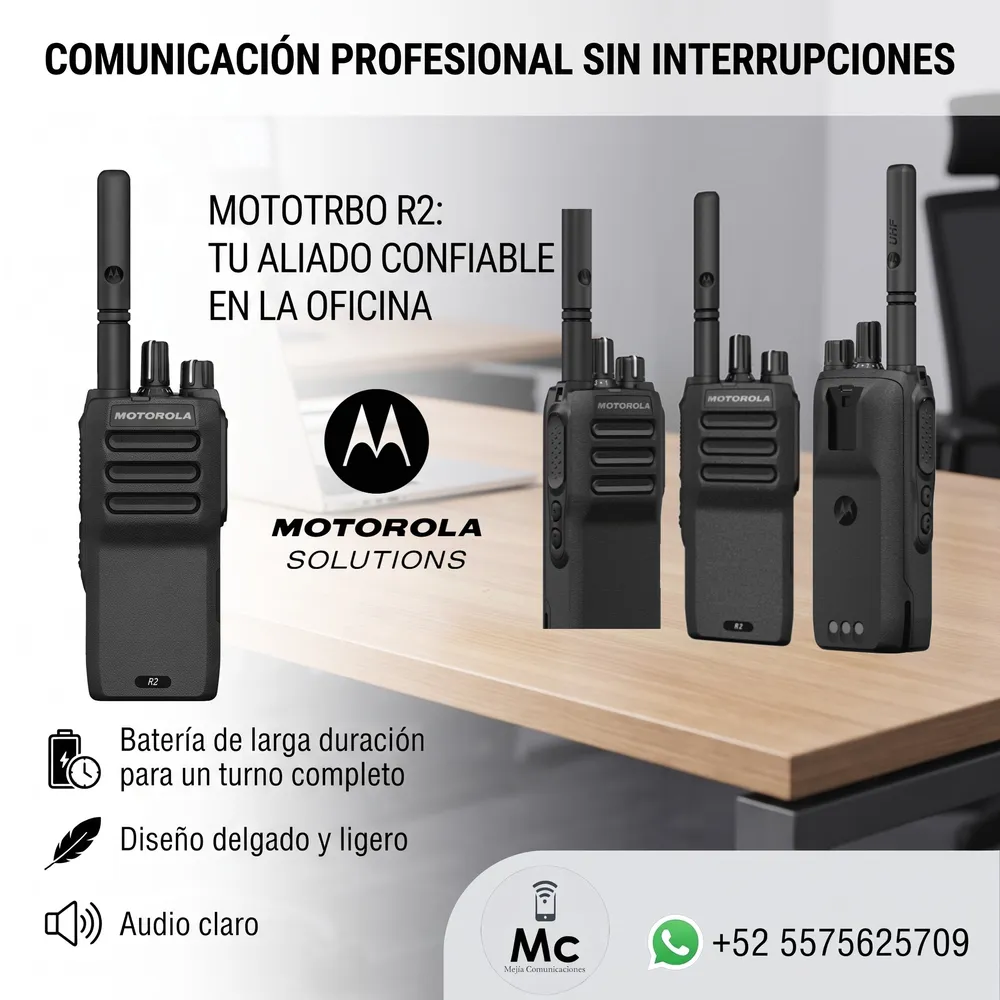 COMUNICACIÓN PROFESIONAL SIN INTERRUPCIONES
MOTOTRBO R2:
TU ALIADO CONFIABLE
EN LA OFICINA
MOTOROLA
SOLUTIONS
MOTOROLA
R2
MOTOROLA
MOTOROLA
R2
UHF
Batería de larga duración
para un turno completo
Diseño delgado y ligero
Audio claro
Mc
Mejía Comunicaciones
+52 5575625709